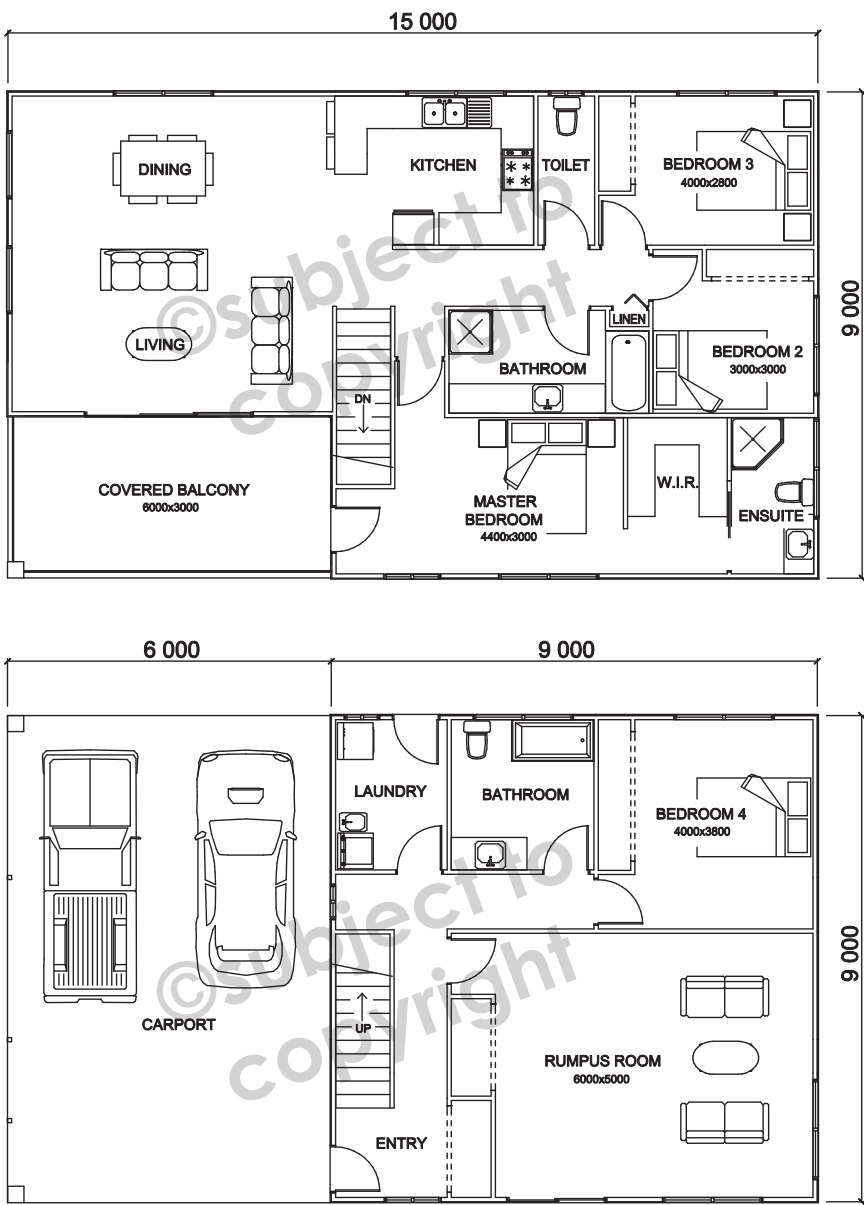 15 000
DINING
KITCHEN
TOILET
BEDROOM 3
4000x2800
9 000
LIVING
LINEN
BATHROOM
BEDROOM 2
3000x3000
DN
COVERED BALCONY
6000x3000
MASTER
BEDROOM
4400x3000
W.I.R.
ENSUITE
©subject to
copyright
6 000
9 000
LAUNDRY
BATHROOM
BEDROOM 4
4000x3800
9 000
CARPORT
UP
RUMPUS ROOM
6000x5000
ENTRY
©subject to
copyright